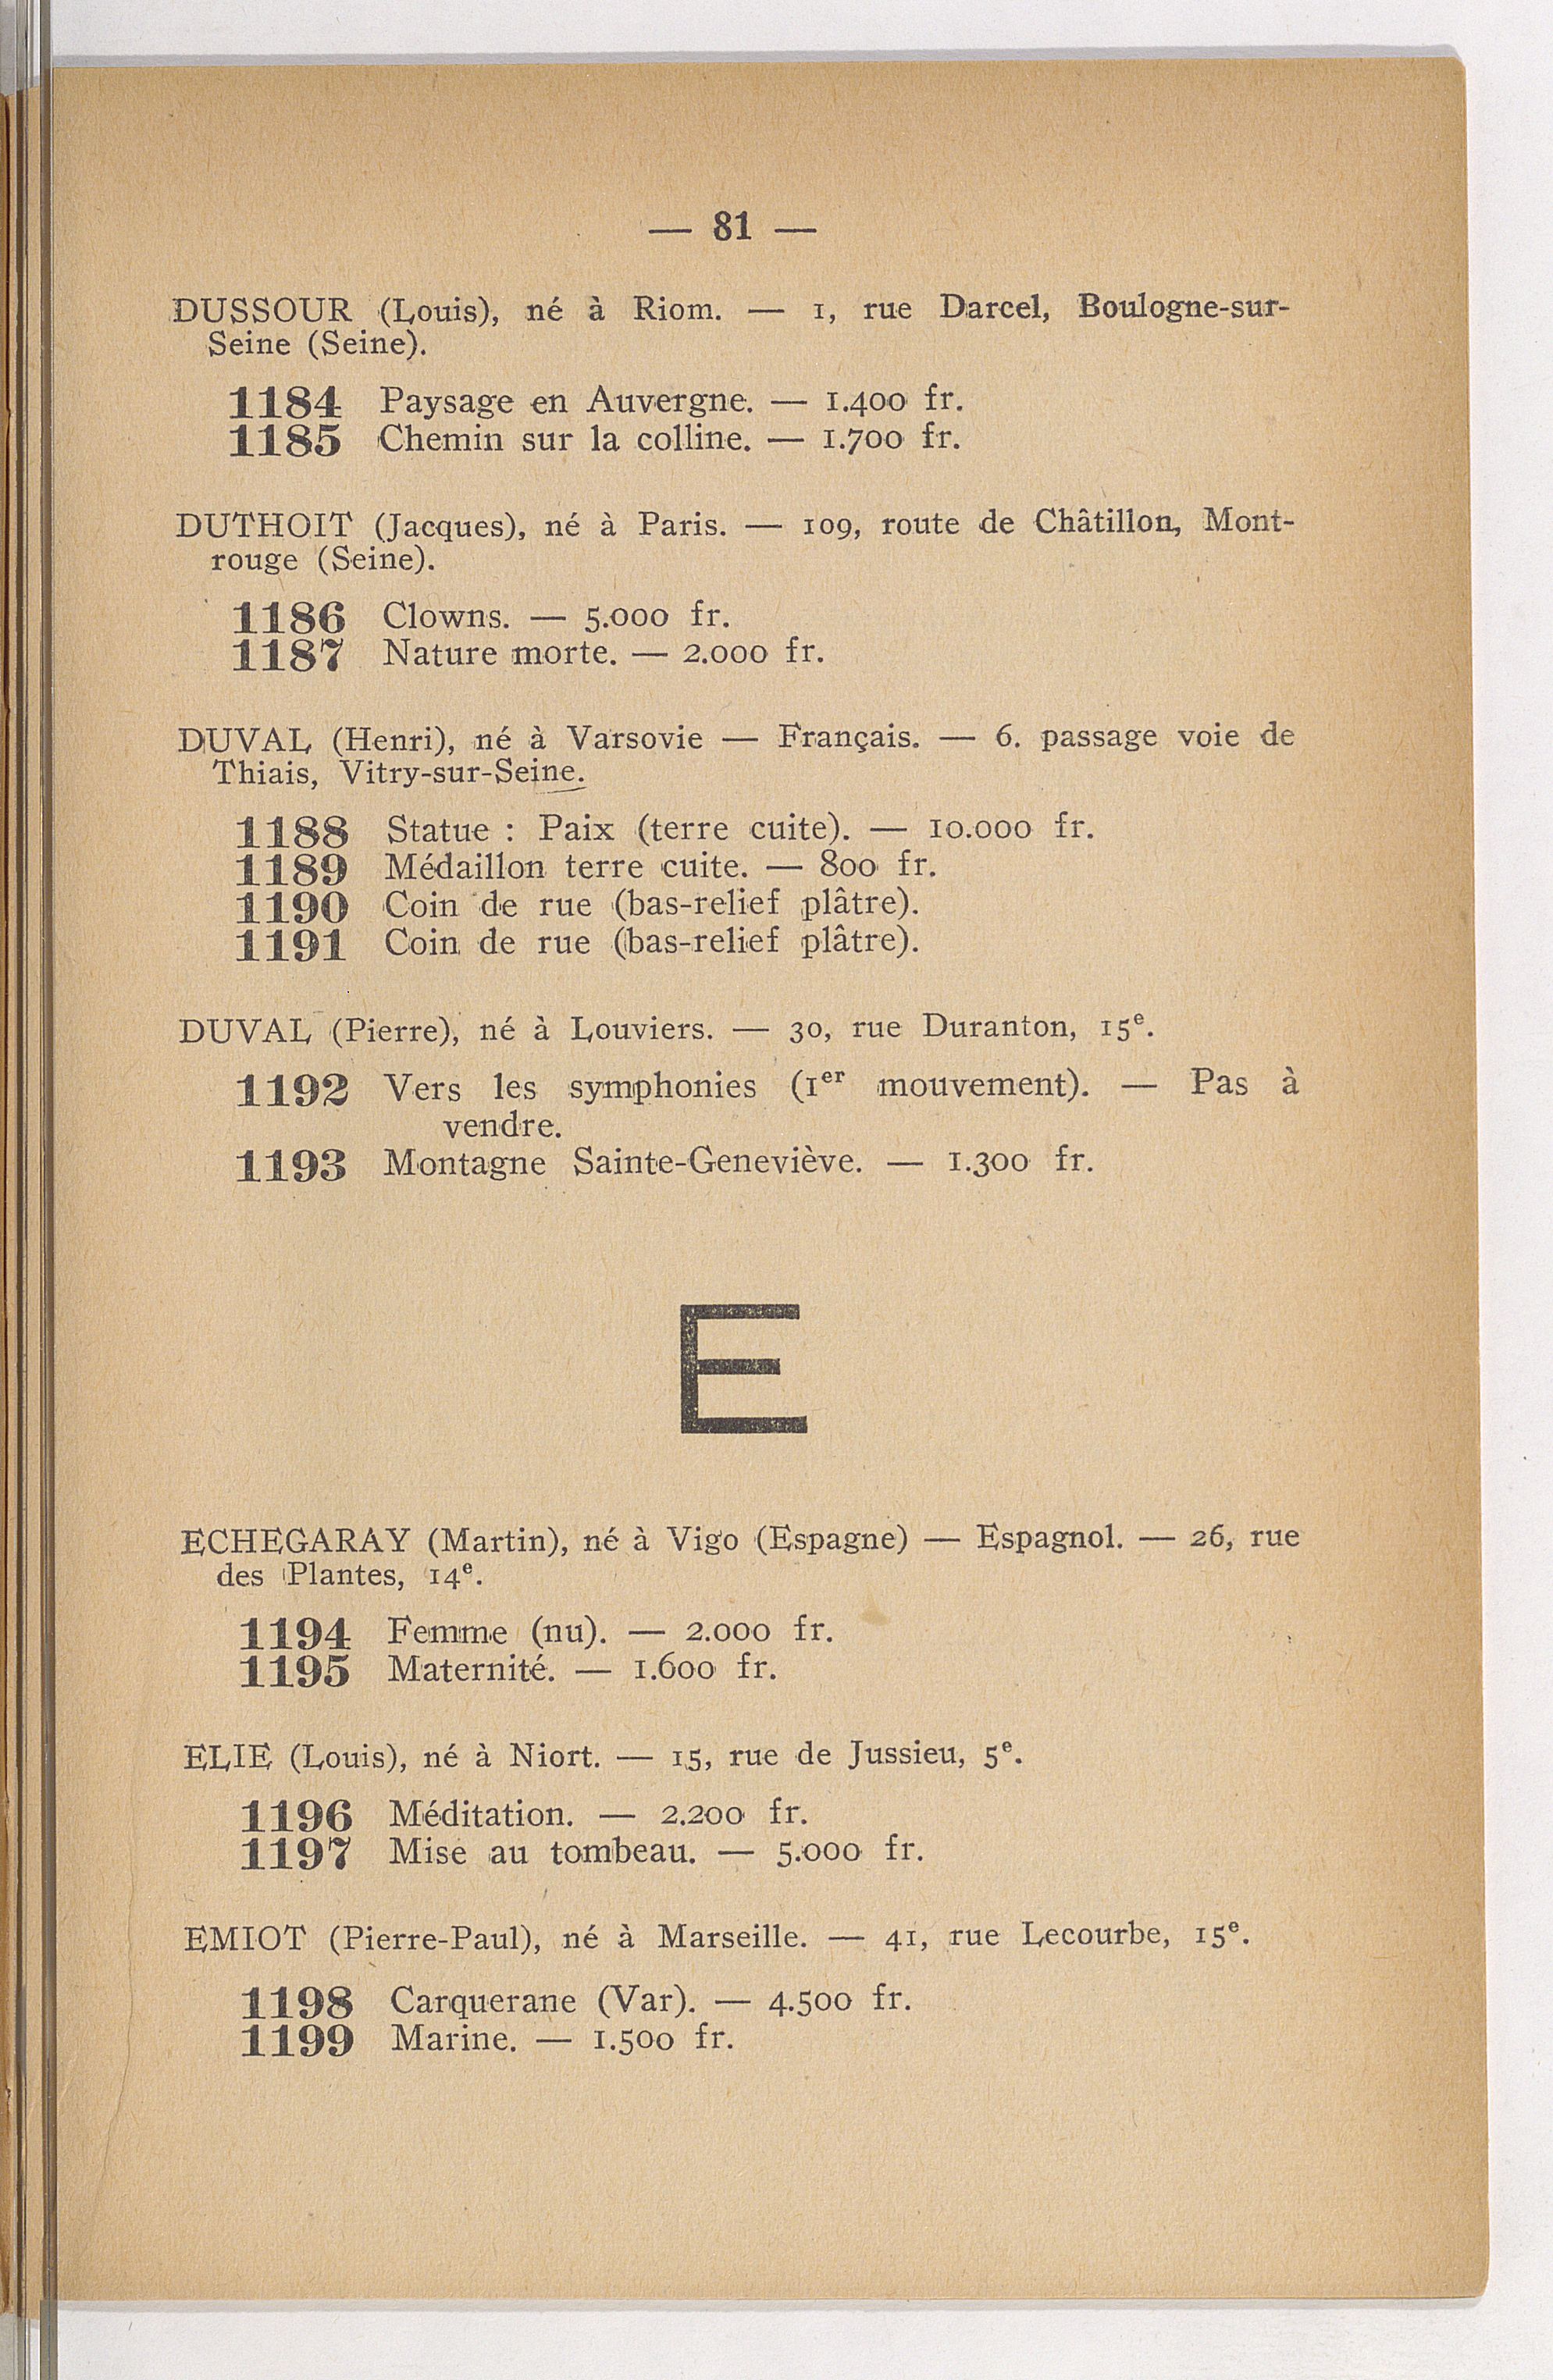 — 81 —
DUSSOUR (Louis), né à Riom. — 1, rue Darcel, Boulogne-sur-
Seine (Seine).
1184 Paysage en Auvergne. — 1.400 fr.
1185 Chemin sur la colline. — 1.700 fr.
DUTHOIT (Jacques), né à Paris. — 109, route de Châtillon, Mont-
rouge (Seine).
1186 Clowns. — 5.000 fr.
1187 Nature morte. — 2.000 fr.
DUVAL (Henri), né à Varsovie — Français. — 6. passage voie de
Thiais, Vitry-sur-Seine.
1188 Statue : Paix (terre cuite). — 10.000 fr.
1189 Médaillon terre cuite. — 800 fr.
1190 Coin de rue (bas-relief plâtre).
1191 Coin de rue (bas-relief plâtre).
DUVAL (Pierre), né à Louviers. — 30, rue Duranton, 15e.
1192 Vers les symphonies (1er mouvement). — Pas à
vendre.
1193 Montagne Sainte-Geneviève. — 1.300 fr.
E
ECHEGARAY (Martin), né à Vigo (Espagne) — Espagnol. — 26, rue
des Plantes, 14e.
1194 Femme (nu). — 2.000 fr.
1195 Maternité. — 1.600 fr.
ELIE (Louis), né à Niort. — 15, rue de Jussieu, 5e.
1196 Méditation. — 2.200 fr.
1197 Mise au tombeau. — 5.000 fr.
EMIOT (Pierre-Paul), né à Marseille. — 41, rue Lecourbe, 15e.
1198 Carquerane (Var). — 4.500 fr.
1199 Marine. — 1.500 fr.